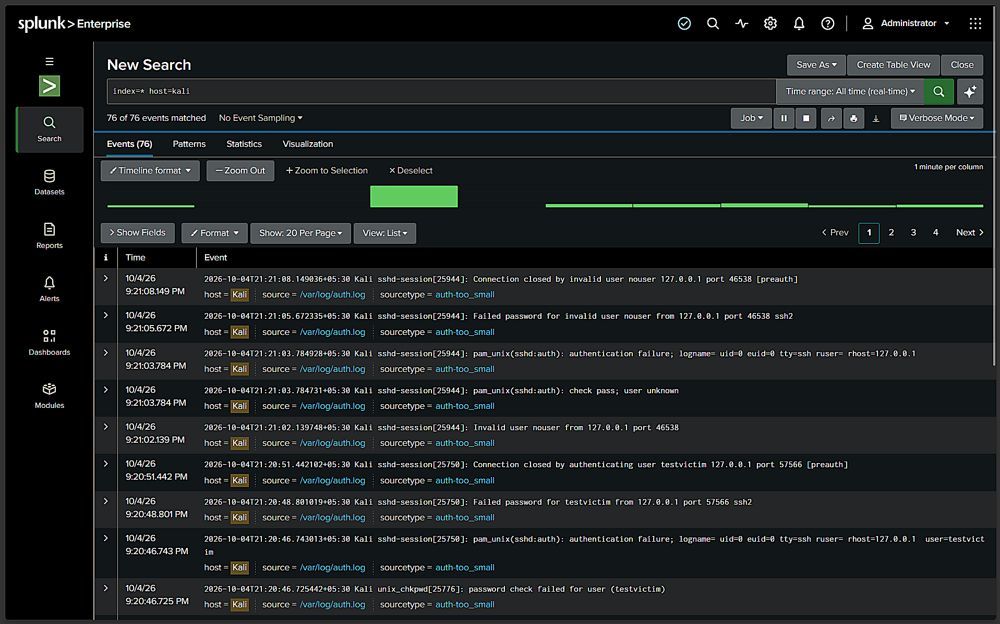 splunk>Enterprise
Administrator
New Search
Save As
Create Table View
Close
index=* host=kali
Time range: All time (real-time)
76 of 76 events matched
No Event Sampling
Job
Verbose Mode
Search
Datasets
Reports
Alerts
Dashboards
Modules
Events (76)
Patterns
Statistics
Visualization
Timeline format
— Zoom Out
+ Zoom to Selection
× Deselect
1 minute per column
> Show Fields
Format
Show: 20 Per Page
View: List
< Prev
1
2
3
4
Next >
i
Time
Event
10/4/26
9:21:08.149 PM
2026-10-04T21:21:08.149036+05:30 Kali sshd-session[25944]: Connection closed by invalid user nouser 127.0.0.1 port 46538 [preauth]
host = Kali source = /var/log/auth.log sourcetype = auth-too_small
10/4/26
9:21:05.672 PM
2026-10-04T21:21:05.672335+05:30 Kali sshd-session[25944]: Failed password for invalid user nouser from 127.0.0.1 port 46538 ssh2
host = Kali source = /var/log/auth.log sourcetype = auth-too_small
10/4/26
9:21:03.784 PM
2026-10-04T21:21:03.784928+05:30 Kali sshd-session[25944]: pam_unix(sshd:auth): authentication failure; logname= uid=0 euid=0 tty=ssh ruser= rhost=127.0.0.1
host = Kali source = /var/log/auth.log sourcetype = auth-too_small
10/4/26
9:21:03.784 PM
2026-10-04T21:21:03.784731+05:30 Kali sshd-session[25944]: pam_unix(sshd:auth): check pass; user unknown
host = Kali source = /var/log/auth.log sourcetype = auth-too_small
10/4/26
9:21:02.139 PM
2026-10-04T21:21:02.139748+05:30 Kali sshd-session[25944]: Invalid user nouser from 127.0.0.1 port 46538
host = Kali source = /var/log/auth.log sourcetype = auth-too_small
10/4/26
9:20:51.442 PM
2026-10-04T21:20:51.442102+05:30 Kali sshd-session[25750]: Connection closed by authenticating user testvictim 127.0.0.1 port 57566 [preauth]
host = Kali source = /var/log/auth.log sourcetype = auth-too_small
10/4/26
9:20:48.801 PM
2026-10-04T21:20:48.801019+05:30 Kali sshd-session[25750]: Failed password for testvictim from 127.0.0.1 port 57566 ssh2
host = Kali source = /var/log/auth.log sourcetype = auth-too_small
10/4/26
9:20:46.743 PM
2026-10-04T21:20:46.743013+05:30 Kali sshd-session[25750]: pam_unix(sshd:auth): authentication failure; logname= uid=0 euid=0 tty=ssh ruser= rhost=127.0.0.1  user=testvict
im
host = Kali source = /var/log/auth.log sourcetype = auth-too_small
10/4/26
9:20:46.725 PM
2026-10-04T21:20:46.725442+05:30 Kali unix_chkpwd[25776]: password check failed for user (testvictim)
host = Kali source = /var/log/auth.log sourcetype = auth-too_small